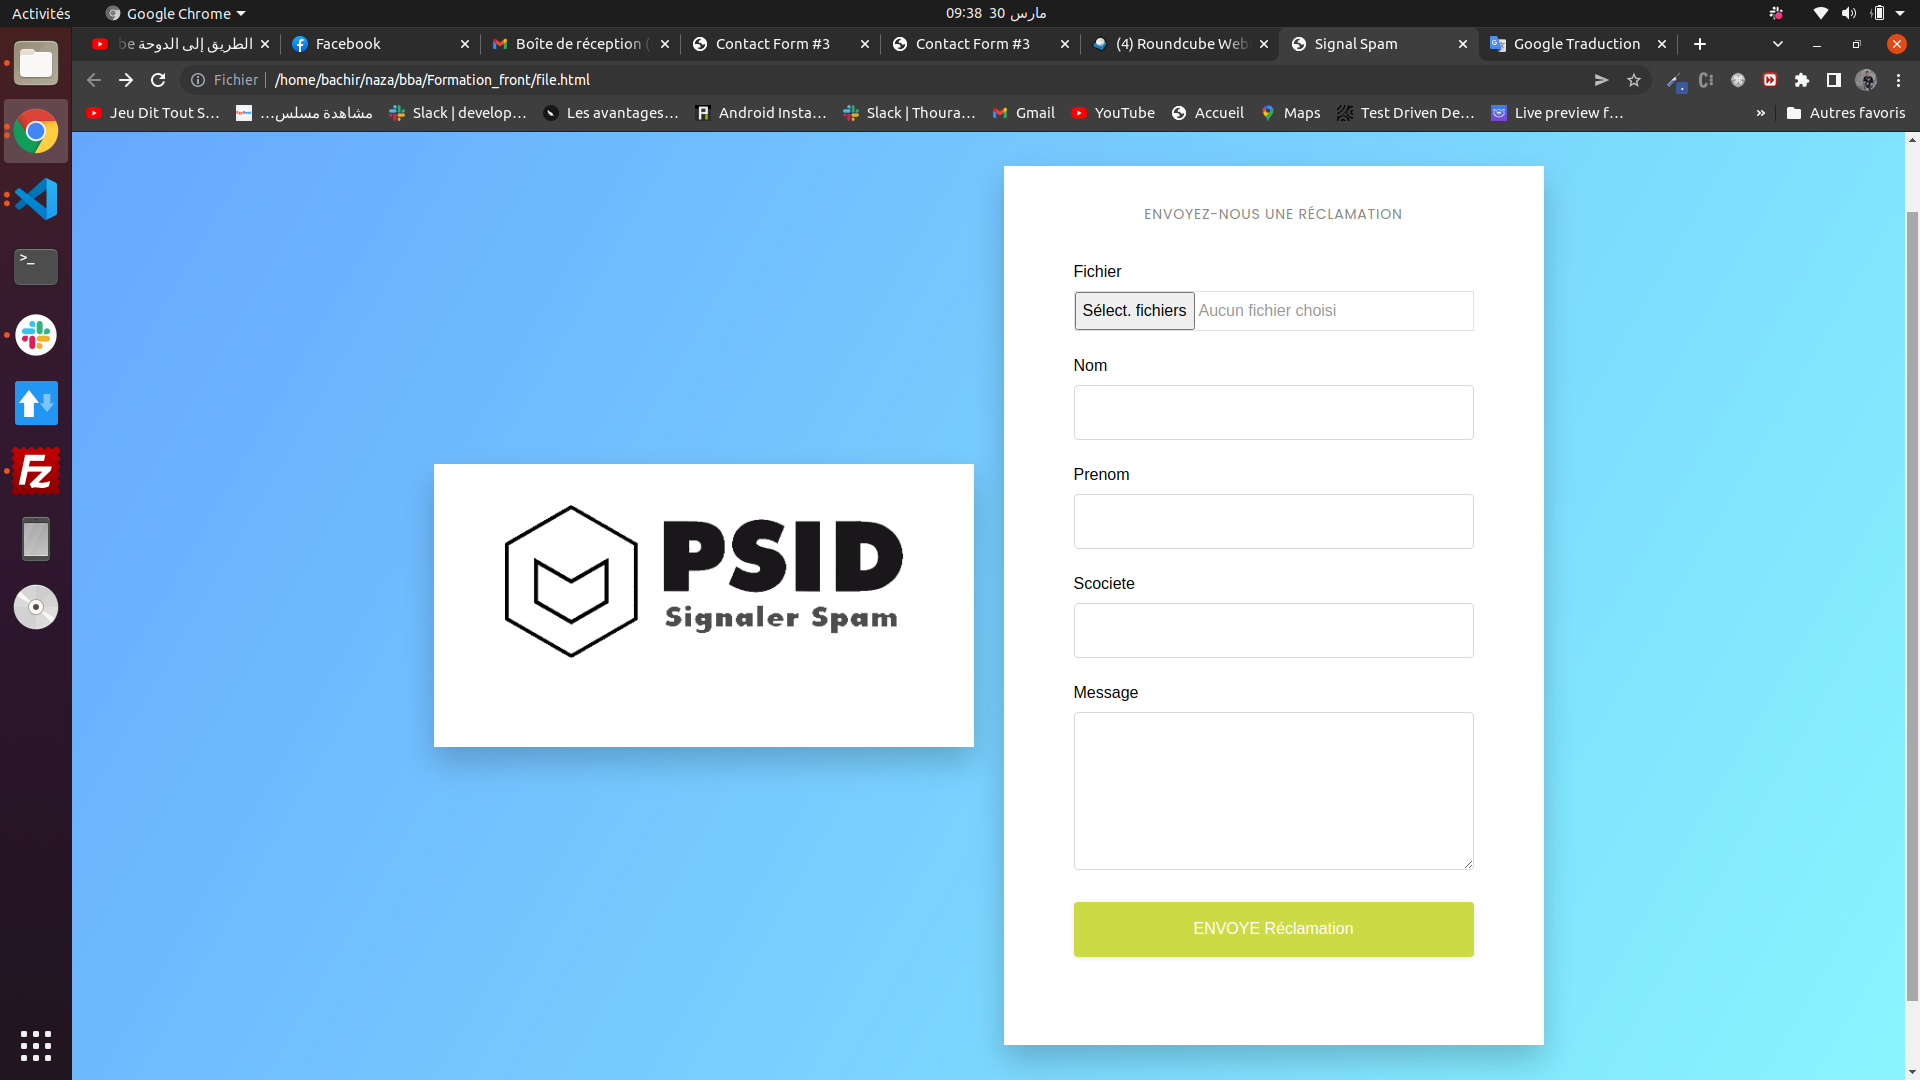 Activités
Google Chrome
09:38 30 مارس
الطريق إلى الدوحة be
Facebook
Boîte de réception (
Contact Form #3
Contact Form #3
(4) Roundcube Web
Signal Spam
Google Traduction
Fichier
/home/bachir/naza/bba/Formation_front/file.html
Jeu Dit Tout S…
مشاهدة مسلس…
Slack | develop…
Les avantages…
Android Insta…
Slack | Thoura…
Gmail
YouTube
Accueil
Maps
Test Driven De…
Live preview f…
»
Autres favoris
PSID
Signaler Spam
ENVOYEZ-NOUS UNE RÉCLAMATION
Fichier
Sélect. fichiers Aucun fichier choisi
Nom
Prenom
Scociete
Message
ENVOYE Réclamation